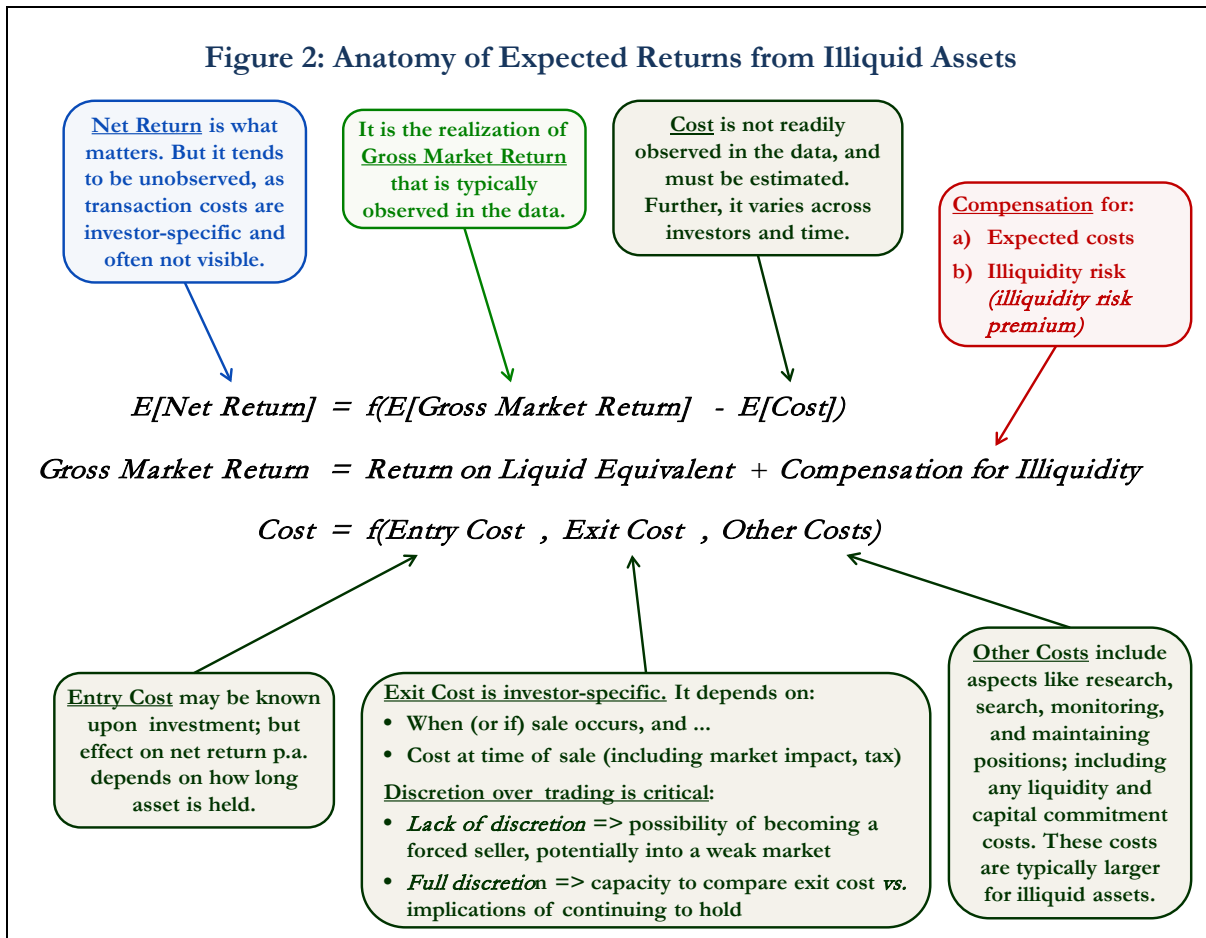 Figure 2: Anatomy of Expected Returns from Illiquid Assets
Net Return is what
matters. But it tends
to be unobserved, as
transaction costs are
investor-specific and
often not visible.
It is the realization of
Gross Market Return
that is typically
observed in the data.
Cost is not readily
observed in the data, and
must be estimated.
Further, it varies across
investors and time.
Compensation for:
a) Expected costs
b) Illiquidity risk
(illiquidity risk
premium)
E[Net Return] = f(E[Gross Market Return] - E[Cost])
Gross Market Return = Return on Liquid Equivalent + Compensation for Illiquidity
Cost = f(Entry Cost , Exit Cost , Other Costs)
Entry Cost may be known
upon investment; but
effect on net return p.a.
depends on how long
asset is held.
Exit Cost is investor-specific. It depends on:
• When (or if) sale occurs, and ...
• Cost at time of sale (including market impact, tax)
Discretion over trading is critical:
• Lack of discretion => possibility of becoming a
forced seller, potentially into a weak market
• Full discretion => capacity to compare exit cost vs.
implications of continuing to hold
Other Costs include
aspects like research,
search, monitoring,
and maintaining
positions; including
any liquidity and
capital commitment
costs. These costs
are typically larger
for illiquid assets.